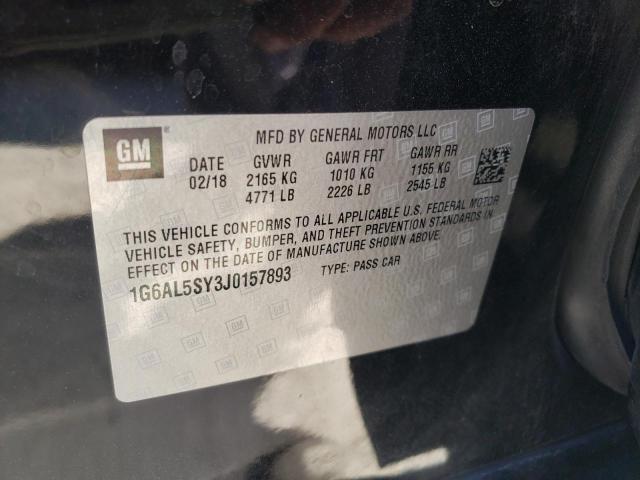 GM
MFD BY GENERAL MOTORS LLC
DATE GVWR GAWR FRT GAWR RR
02/18 2165 KG 1010 KG 1155 KG
4771 LB 2226 LB 2545 LB
THIS VEHICLE CONFORMS TO ALL APPLICABLE U.S. FEDERAL MOTOR
VEHICLE SAFETY, BUMPER, AND THEFT PREVENTION STANDARDS IN
EFFECT ON THE DATE OF MANUFACTURE SHOWN ABOVE.
1G6AL5SY3J0157893 TYPE: PASS CAR